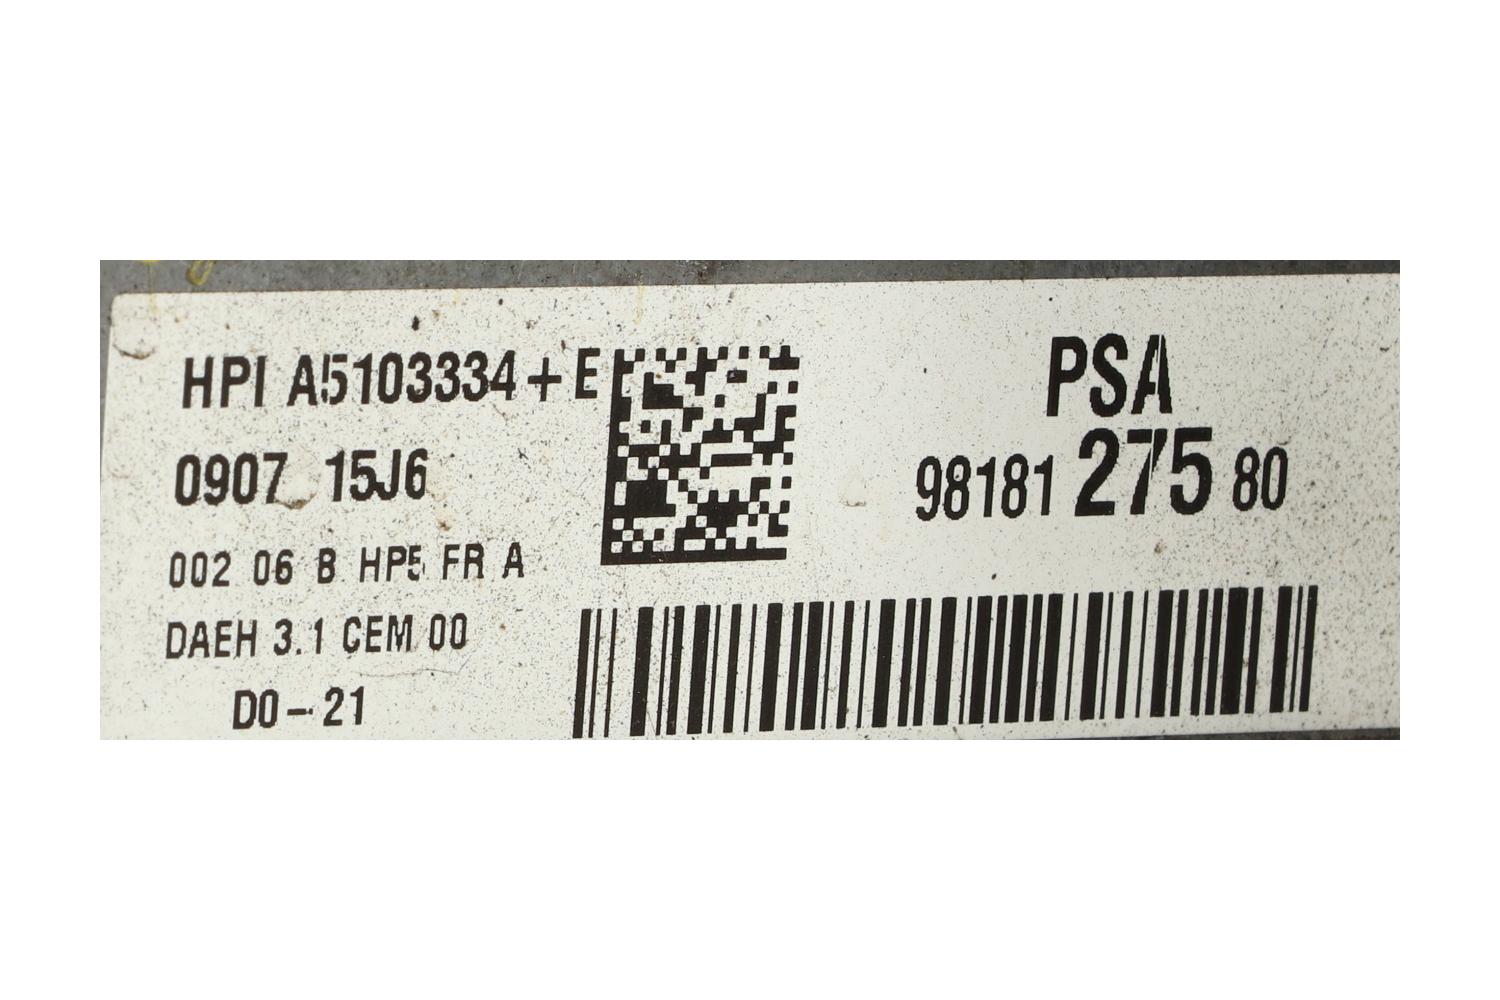 HPI A5103334+E
0907 15J6
002 06 B HP5 FR A
DAEH 3.1 CEM 00
D0-21
PSA
98181 275 80